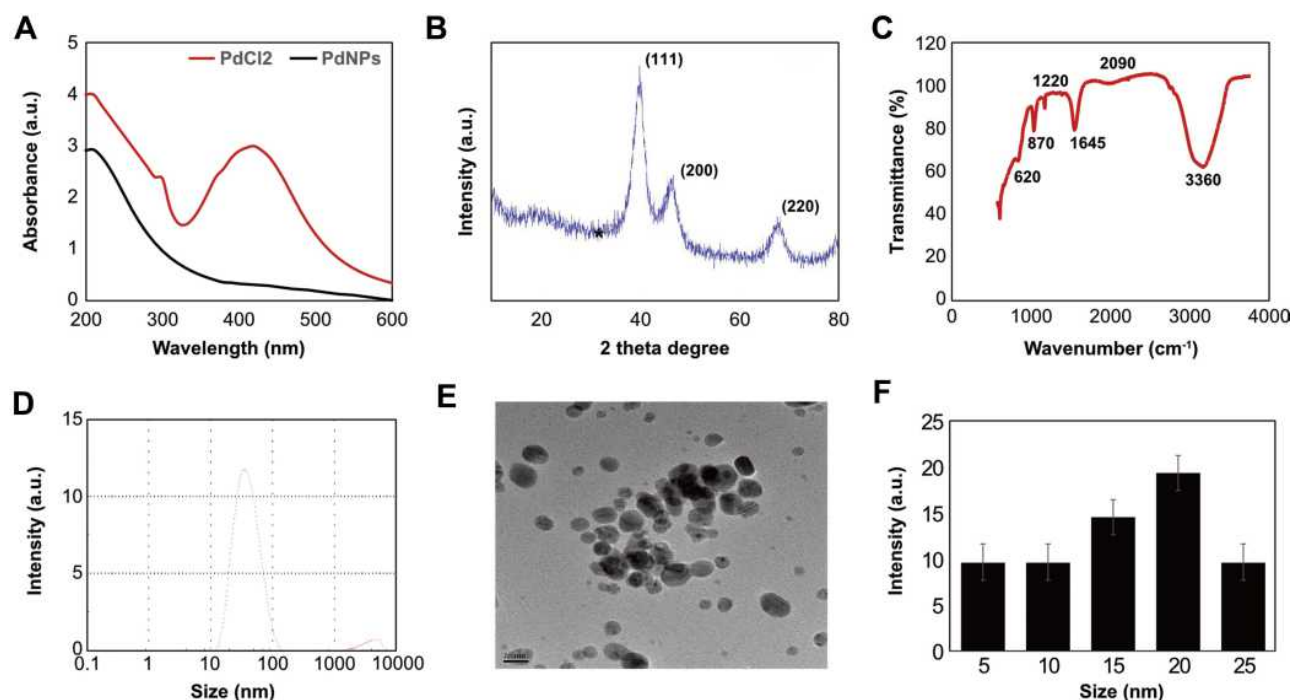 A
5
4
3
2
1
0
Absorbance (a.u.)
PdCl2 PdNPs
200 300 400 500 600
Wavelength (nm)
B
Intensity (a.u.)
(111)
(200)
(220)
*
20 40 60 80
2 theta degree
C
120
100
80
60
40
20
0
Transmittance (%)
2090
1220
870 1645
620
3360
0 1000 2000 3000 4000
Wavenumber (cm⁻¹)
D
15
10
5
0
Intensity (a.u.)
0.1 1 10 100 1000 10000
Size (nm)
E
F
25
20
15
10
5
0
Intensity (a.u.)
5 10 15 20 25
Size (nm)